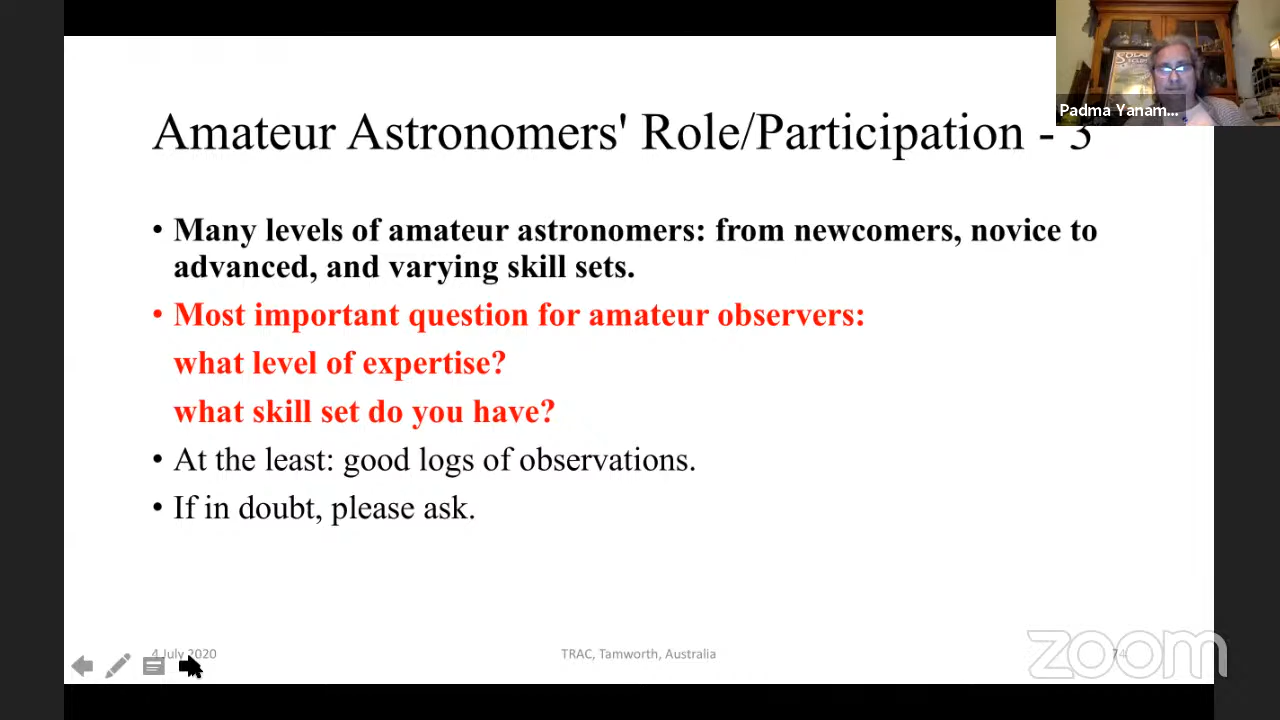 Padma Yanam...
Amateur Astronomers' Role/Participation - 3
• Many levels of amateur astronomers: from newcomers, novice to
advanced, and varying skill sets.
• Most important question for amateur observers:
what level of expertise?
what skill set do you have?
• At the least: good logs of observations.
• If in doubt, please ask.
4 July 2020
TRAC, Tamworth, Australia
74
zoom